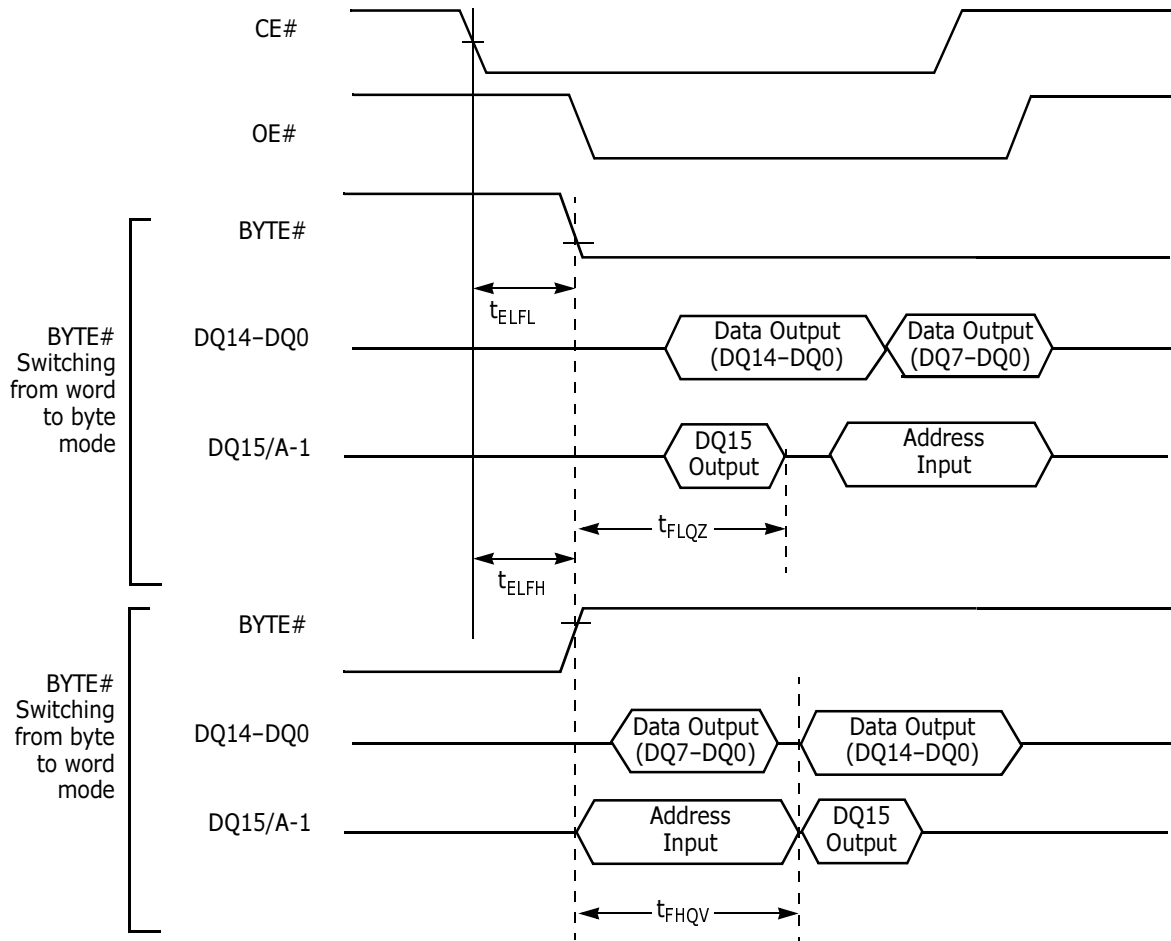 CE#
OE#
BYTE#
Switching
from word
to byte
mode
BYTE#
tELFL
DQ14–DQ0
Data Output
(DQ14–DQ0)
Data Output
(DQ7–DQ0)
DQ15/A-1
DQ15
Output
Address
Input
tFLQZ
tELFH
BYTE#
Switching
from byte
to word
mode
BYTE#
DQ14–DQ0
Data Output
(DQ7–DQ0)
Data Output
(DQ14–DQ0)
DQ15/A-1
Address
Input
DQ15
Output
tFHQV